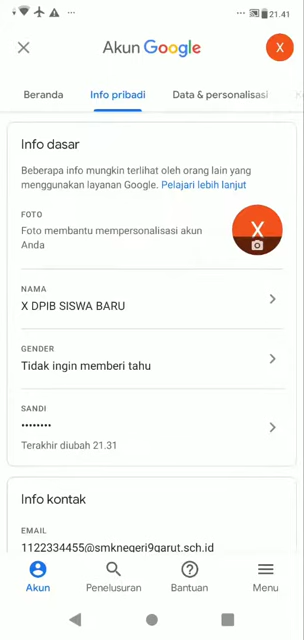 21.41
Akun Google
X
Beranda
Info pribadi
Data & personalisasi
Info dasar
Beberapa info mungkin terlihat oleh orang lain yang
menggunakan layanan Google. Pelajari lebih lanjut
FOTO
Foto membantu mempersonalisasi akun
Anda
X
NAMA
X DPIB SISWA BARU
GENDER
Tidak ingin memberi tahu
SANDI
••••••••
Terakhir diubah 21.31
Info kontak
EMAIL
1122334455@smknegeri9garut.sch.id
Akun
Penelusuran
Bantuan
Menu